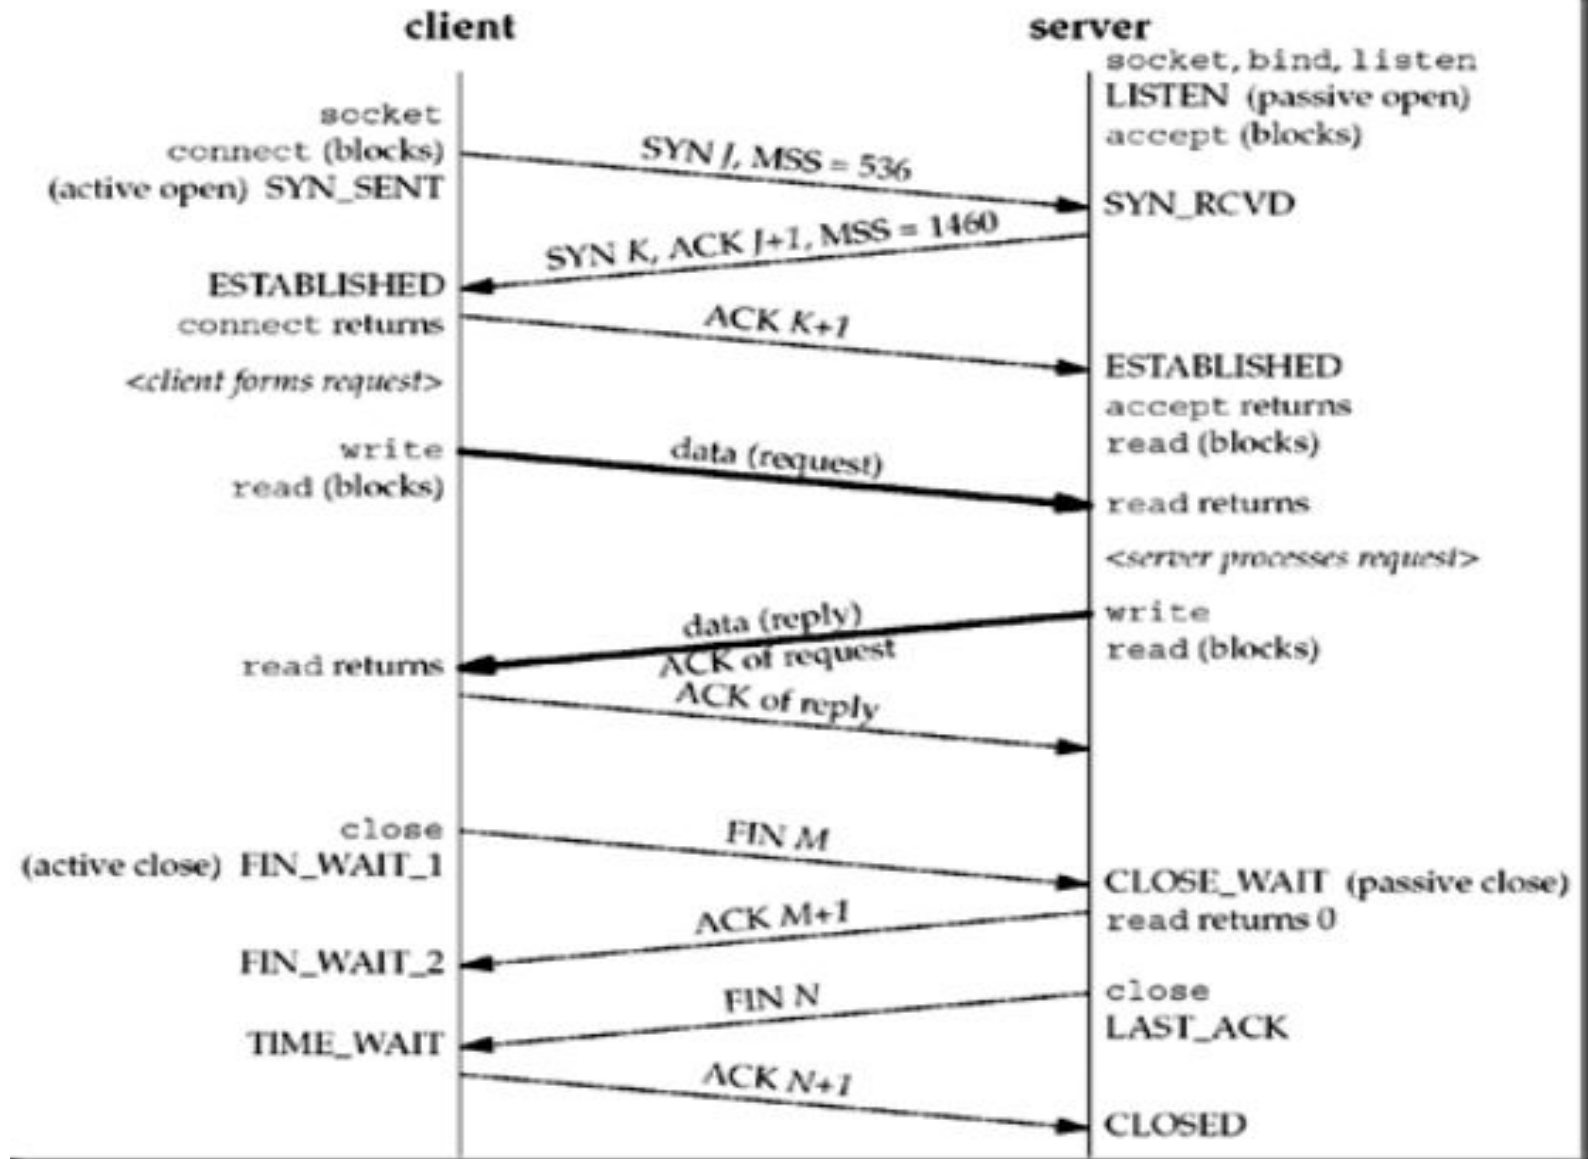 client
server
socket, bind, listen
LISTEN (passive open)
accept (blocks)
socket
connect (blocks)
(active open) SYN_SENT
SYN J, MSS = 536
SYN_RCVD
SYN K, ACK J+1, MSS = 1460
ESTABLISHED
connect returns
ACK K+1
<client forms request>
ESTABLISHED
accept returns
read (blocks)
write
read (blocks)
data (request)
read returns
<server processes request>
write
read (blocks)
data (reply)
ACK of request
read returns
ACK of reply
close
(active close) FIN_WAIT_1
FIN M
CLOSE_WAIT (passive close)
read returns 0
ACK M+1
FIN_WAIT_2
close
LAST_ACK
FIN N
TIME_WAIT
ACK N+1
CLOSED